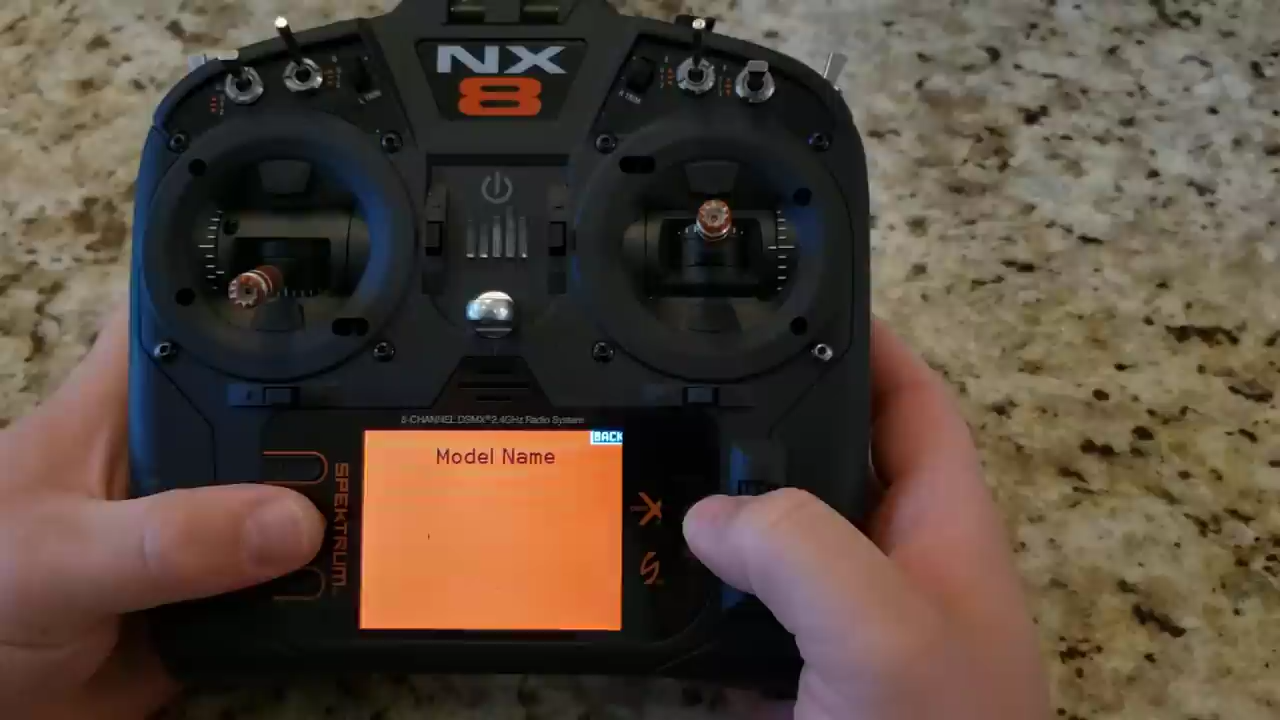 NX
8
8-CHANNEL DSMX® 2.4GHz Radio System
BACK
Model Name
SPEKTRUM